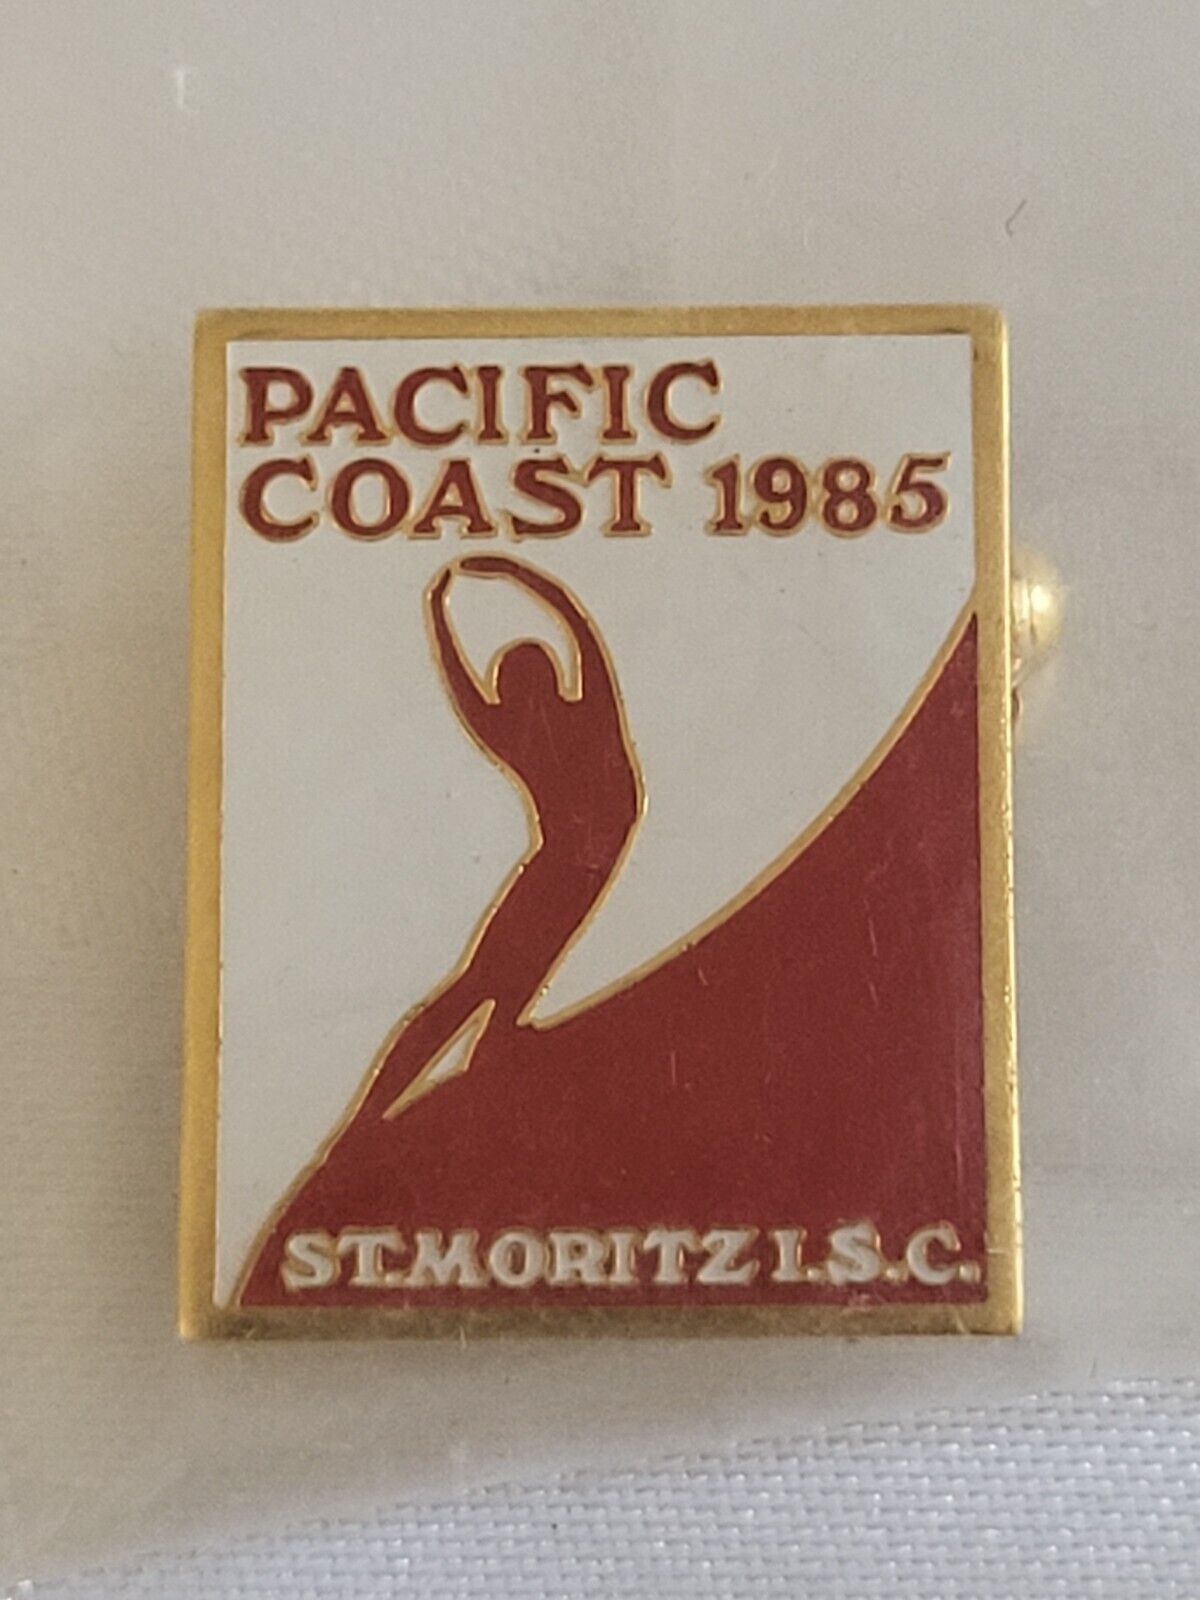 PACIFIC
COAST 1985
ST.MORITZ I.S.C.